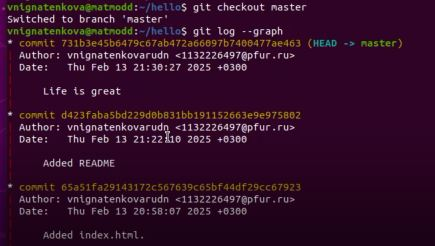 vnignatenkova@matmodd:~/hello$ git checkout master
Switched to branch 'master'
vnignatenkova@matmodd:~/hello$ git log --graph
* commit 731b3e45b6479c67ab472a66097b7400477ae463 (HEAD -> master)
| Author: vnignatenkovarudn <1132226497@pfur.ru>
| Date:   Thu Feb 13 21:30:27 2025 +0300
|
|     Life is great
|
* commit d423faba5bd229d0b831bb191152663e9e975802
| Author: vnignatenkovarudn <1132226497@pfur.ru>
| Date:   Thu Feb 13 21:22:10 2025 +0300
|
|     Added README
|
* commit 65a51fa29143172c567639c65bf44df29cc67923
  Author: vnignatenkovarudn <1132226497@pfur.ru>
  Date:   Thu Feb 13 20:58:07 2025 +0300

      Added index.html.